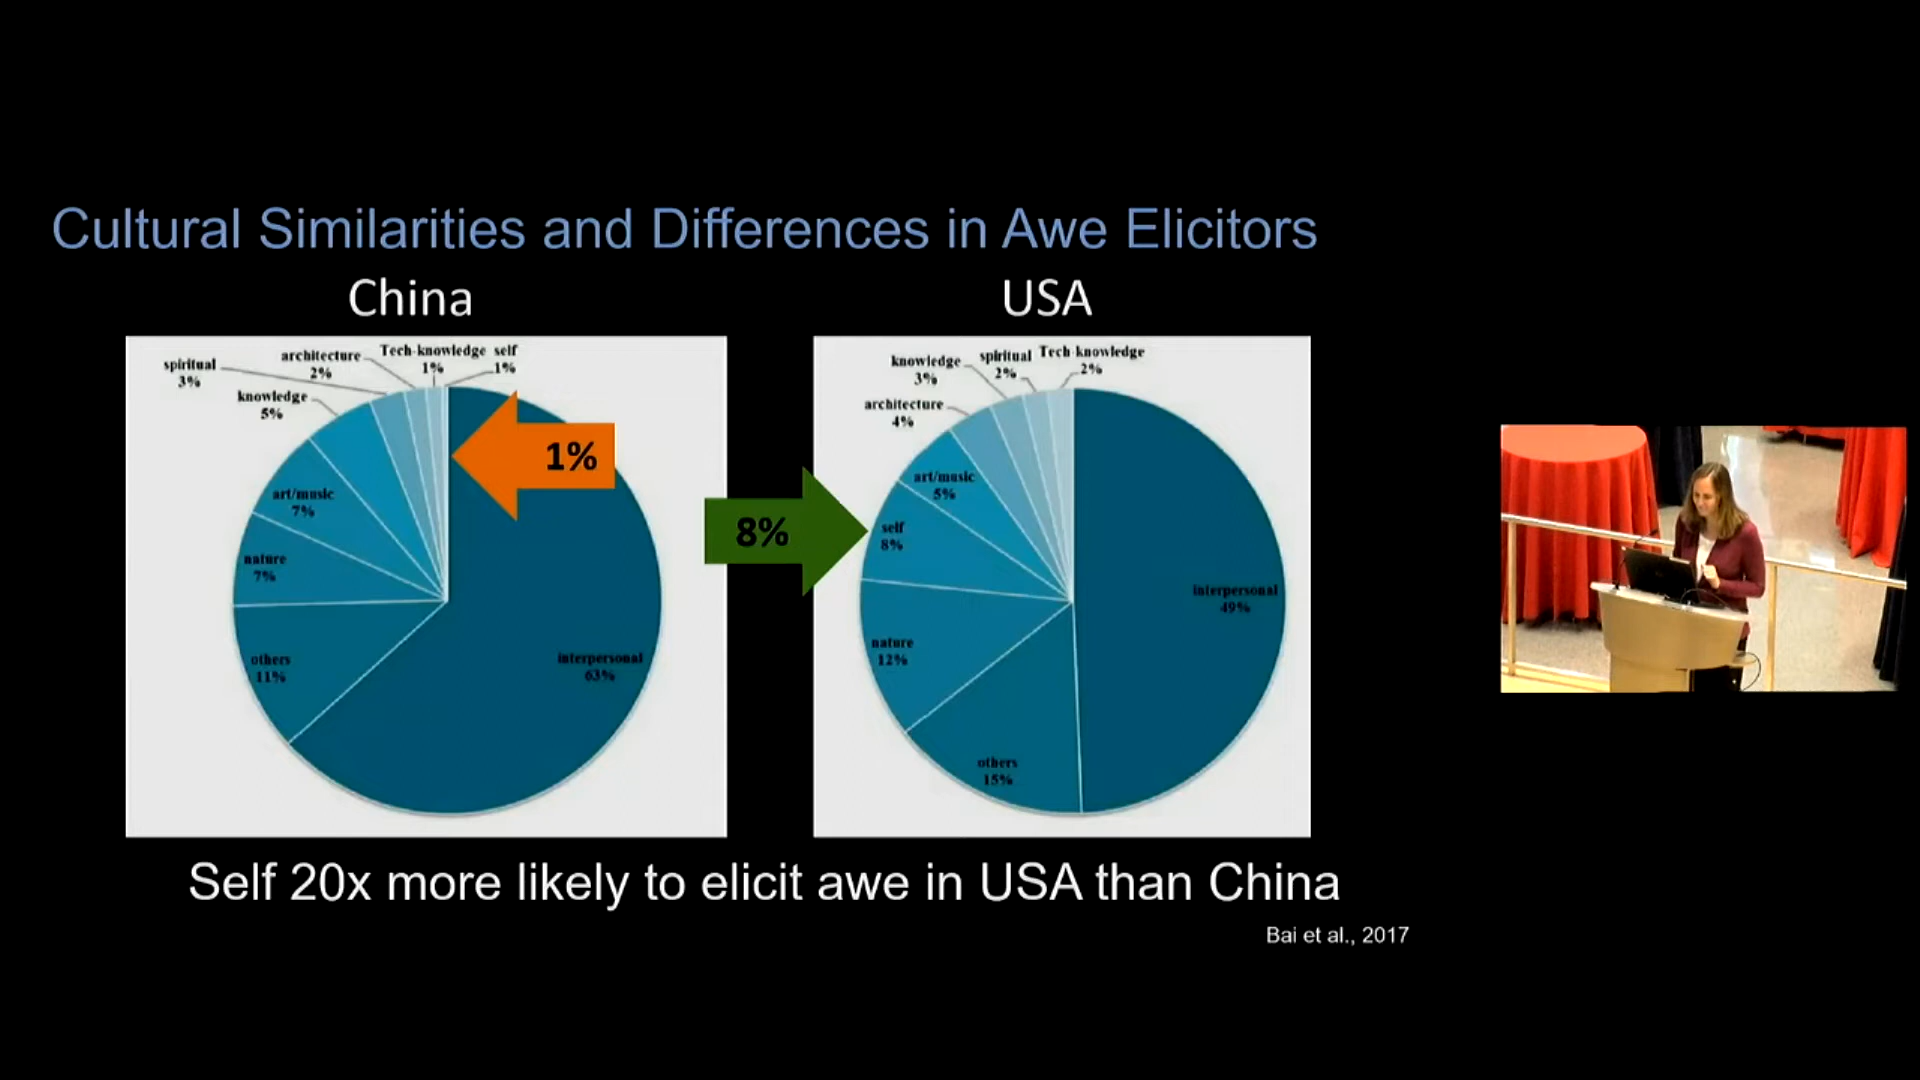 Cultural Similarities and Differences in Awe Elicitors
China
USA
spiritual
3%
architecture
2%
Tech-knowledge
1%
self
1%
knowledge
5%
art/music
7%
nature
7%
others
11%
interpersonal
63%
1%
8%
knowledge
3%
spiritual
2%
Tech-knowledge
2%
architecture
4%
art/music
5%
self
8%
nature
12%
others
15%
interpersonal
49%
Self 20x more likely to elicit awe in USA than China
Bai et al., 2017